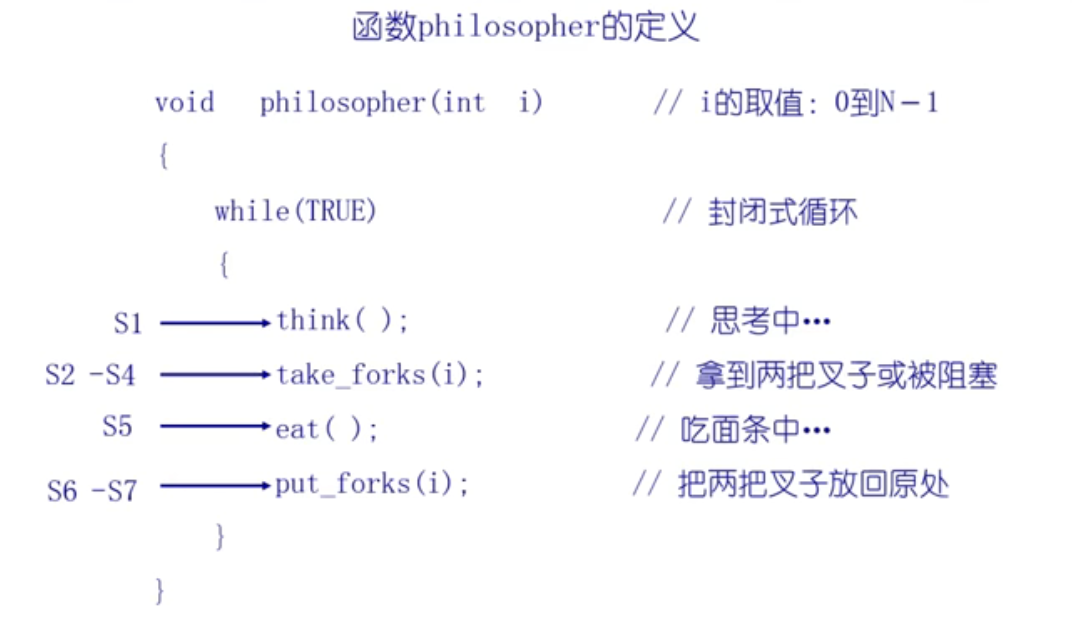 函数philosopher的定义
void philosopher(int i) // i的取值: 0到N-1
{
while(TRUE) // 封闭式循环
{
S1 think( ); // 思考中…
S2 -S4 take_forks(i); // 拿到两把叉子或被阻塞
S5 eat( ); // 吃面条中…
S6 -S7 put_forks(i); // 把两把叉子放回原处
}
}